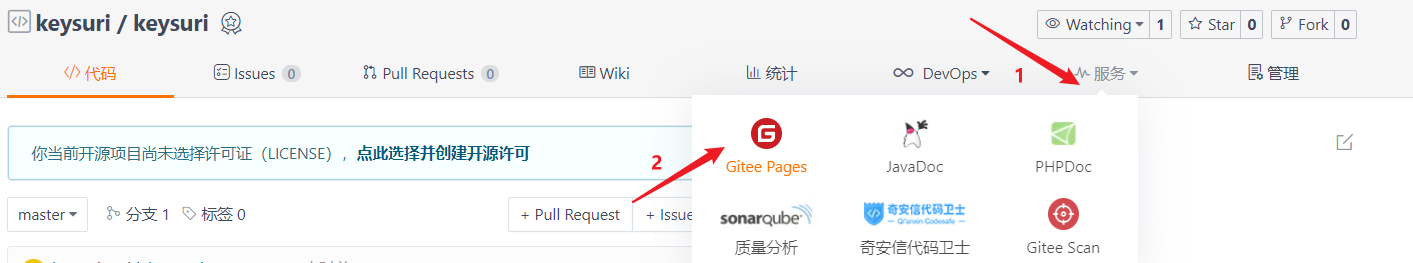 keysuri / keysuri
Watching 1 Star 0 Fork 0
代码 Issues 0 Pull Requests 0 Wiki 统计 DevOps 1 服务 管理
你当前开源项目尚未选择许可证（LICENSE），点此选择并创建开源许可
2
Gitee Pages JavaDoc PHPDoc
master 分支 1 标签 0 + Pull Request + Issue
sonarqube 奇安信代码卫士
Qi'anxin Codesafe
质量分析 奇安信代码卫士 Gitee Scan